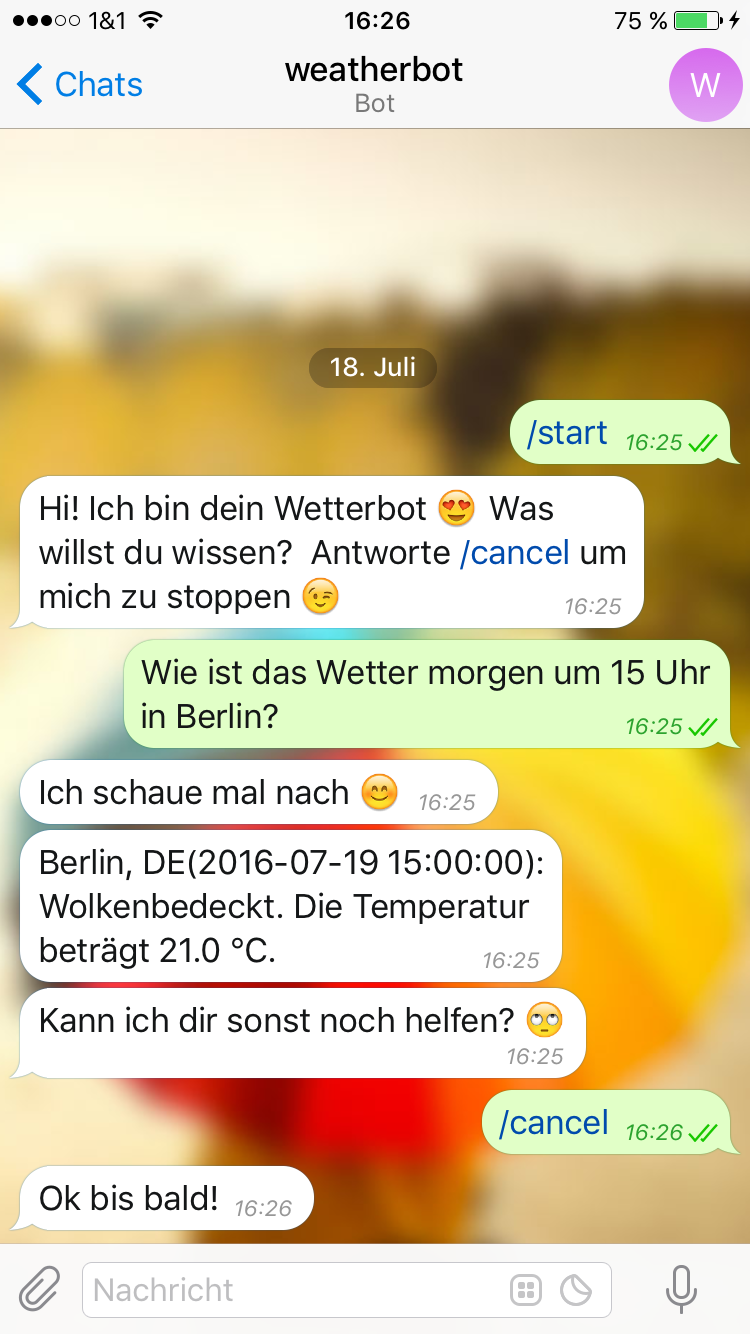 1&1 16:26 75 %
Chats weatherbot W
Bot
18. Juli
/start 16:25
Hi! Ich bin dein Wetterbot 😍 Was
willst du wissen?  Antworte /cancel um
mich zu stoppen 😉 16:25
Wie ist das Wetter morgen um 15 Uhr
in Berlin? 16:25
Ich schaue mal nach 😊 16:25
Berlin, DE(2016-07-19 15:00:00):
Wolkenbedeckt. Die Temperatur
beträgt 21.0 °C. 16:25
Kann ich dir sonst noch helfen? 🙄
16:25
/cancel 16:26
Ok bis bald! 16:26
Nachricht